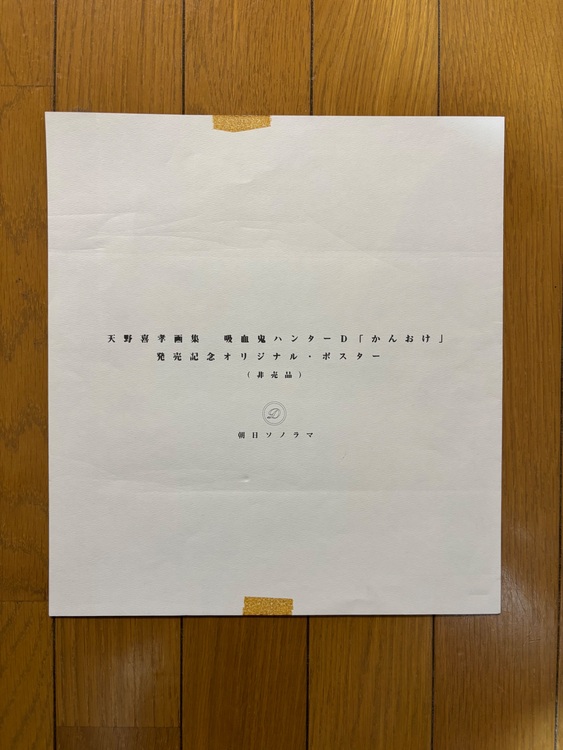 天野喜孝画集　吸血鬼ハンターD「かんおけ」
発売記念オリジナル・ポスター
（非売品）
D
朝日ソノラマ